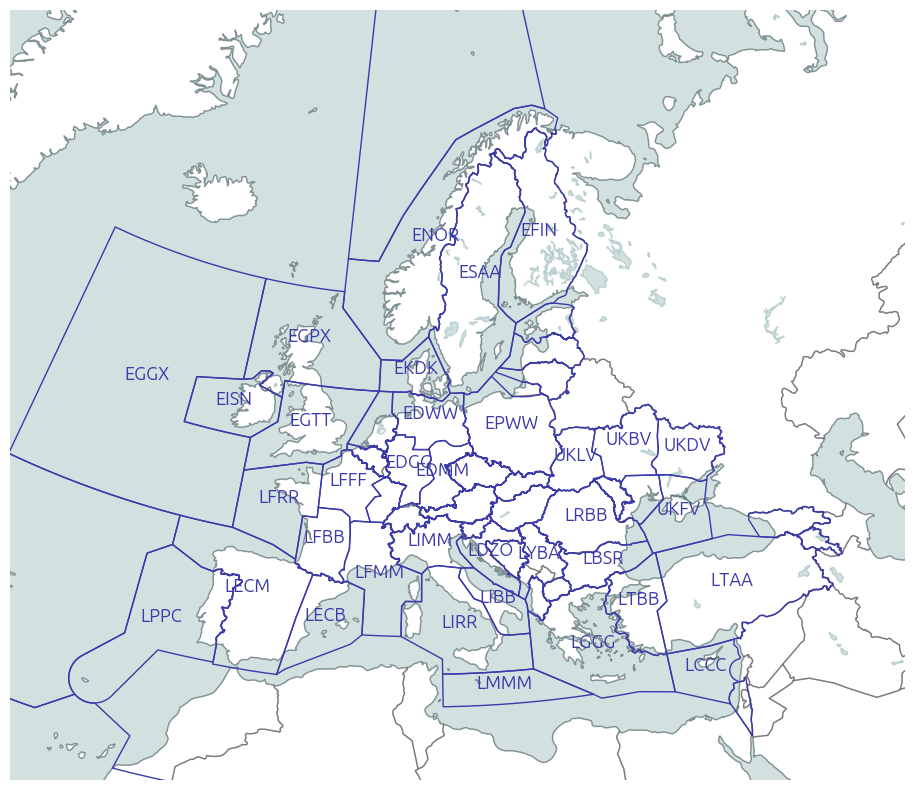 ENOR
EFIN
ESAA
EGPX
EGGX
EKDK
EISN
EDWW
EGTT
EPWW
UKBV
UKDV
UKLV
EDGG
EDMM
LFFF
LFRR
UKFV
LRBB
LFBB
LIMM
LDZO
LYBA
LBSR
LFMM
LTAA
LECM
LIBB
LTBB
LPPC
LECB
LIRR
LGGG
LCCC
LMMM